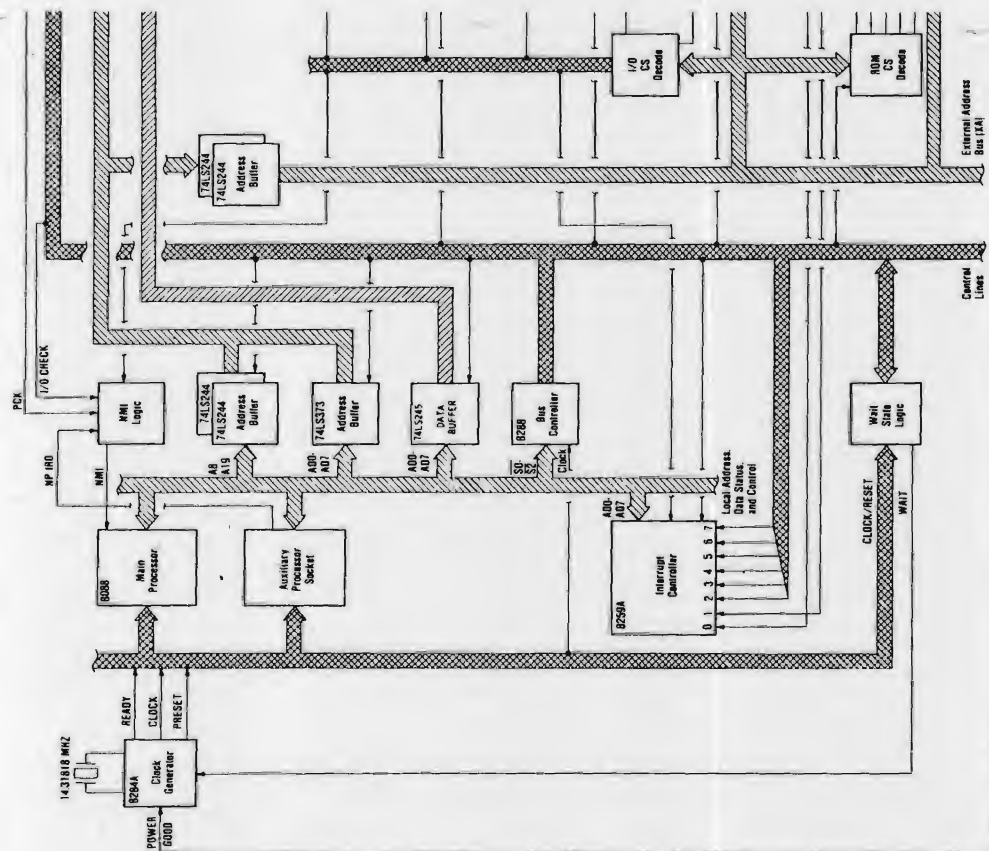 POWER
GOOD
14.31818 MHZ
8284A
Clock
Generator
READY
CLOCK
PRESET
8088
Main
Processor
Auxiliary
Processor
Socket
8259A
Interrupt
Controller
0 1 2 3 4 5 6 7
AD0-
AD7
Local Address,
Data Status,
and Control
CLOCK/RESET
WAIT
NMI
NP IRQ
PCK
I/O CHECK
NMI
Logic
A8
A19
74LS244
74LS244
Address
Buffer
AD0-
AD7
74LS373
Address
Buffer
AD0-
AD7
74LS245
DATA
BUFFER
S0-
S2
Clock
8288
Bus
Controller
Wait
State
Logic
Control
Lines
74LS244
74LS244
Address
Buffer
External Address
Bus (XA)
I/O
CS
Decode
ROM
CS
Decode